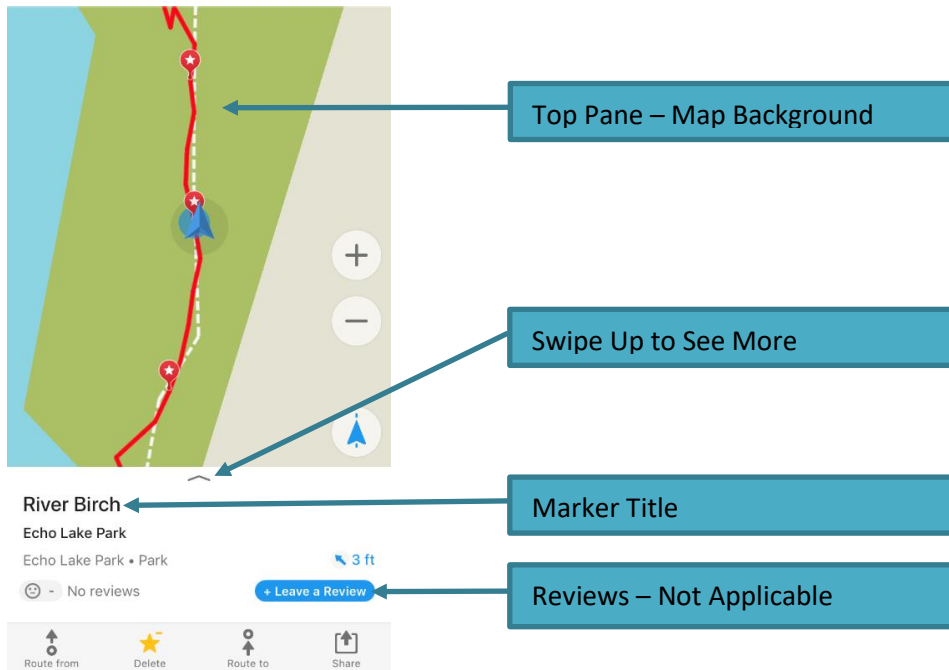 Top Pane – Map Background
Swipe Up to See More
River Birch
Marker Title
Echo Lake Park
Echo Lake Park • Park
3 ft
- No reviews
+ Leave a Review
Reviews – Not Applicable
Route from
Delete
Route to
Share